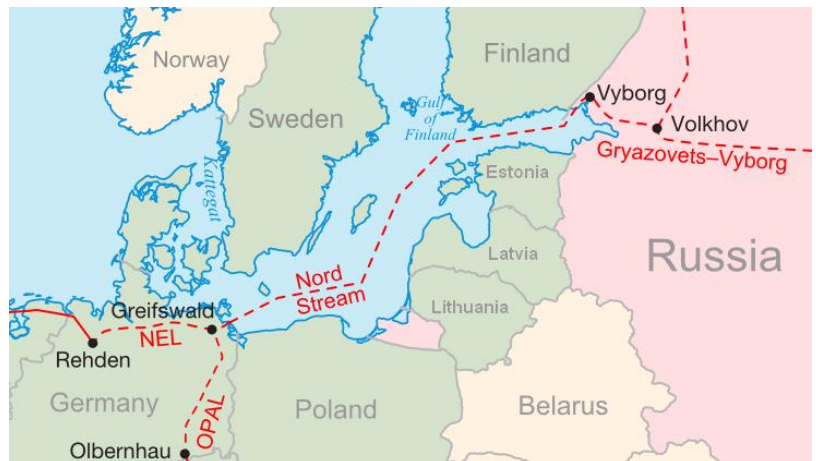 Norway
Finland
Sweden
Vyborg
Gulf
of
Finland
Volkhov
Gryazovets–Vyborg
Kattegat
Estonia
Latvia
Russia
Nord
Stream
Lithuania
Greifswald
NEL
Rehden
Germany
OPAL
Poland
Belarus
Olbernhau